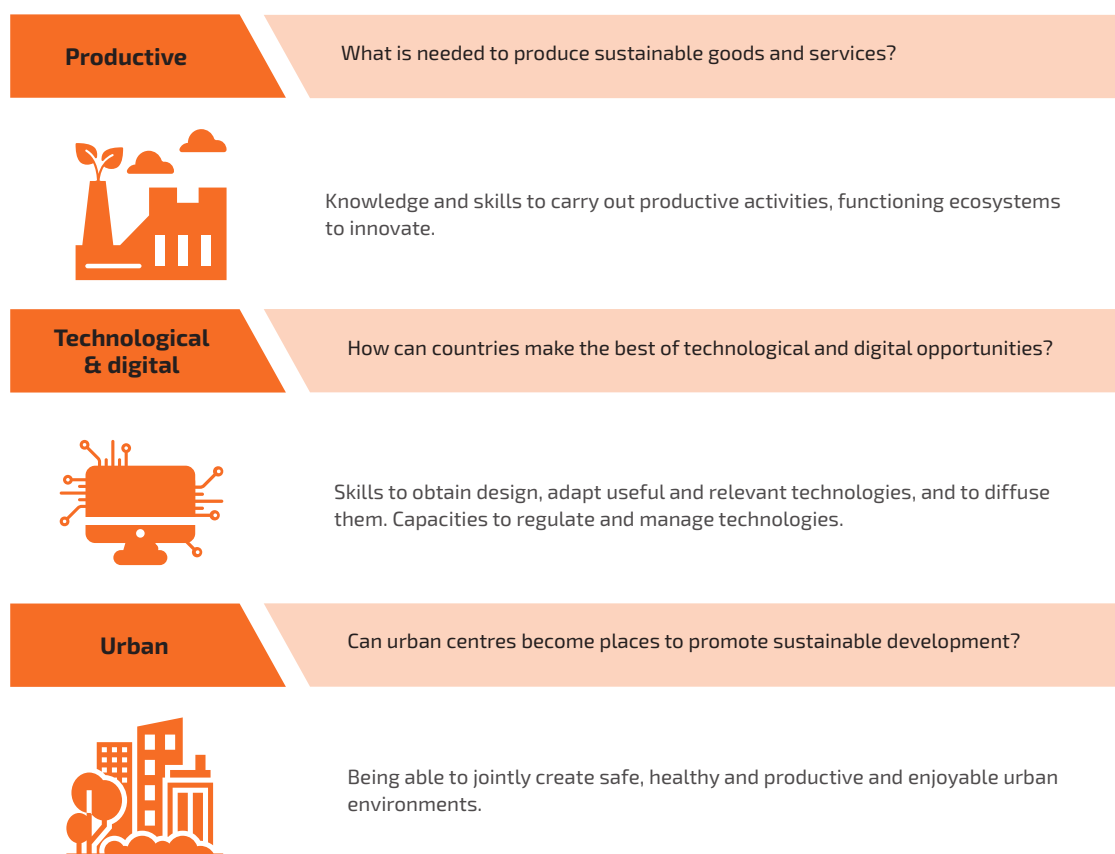 Productive
What is needed to produce sustainable goods and services?
Knowledge and skills to carry out productive activities, functioning ecosystems
to innovate.
Technological
& digital
How can countries make the best of technological and digital opportunities?
Skills to obtain design, adapt useful and relevant technologies, and to diffuse
them. Capacities to regulate and manage technologies.
Urban
Can urban centres become places to promote sustainable development?
Being able to jointly create safe, healthy and productive and enjoyable urban
environments.